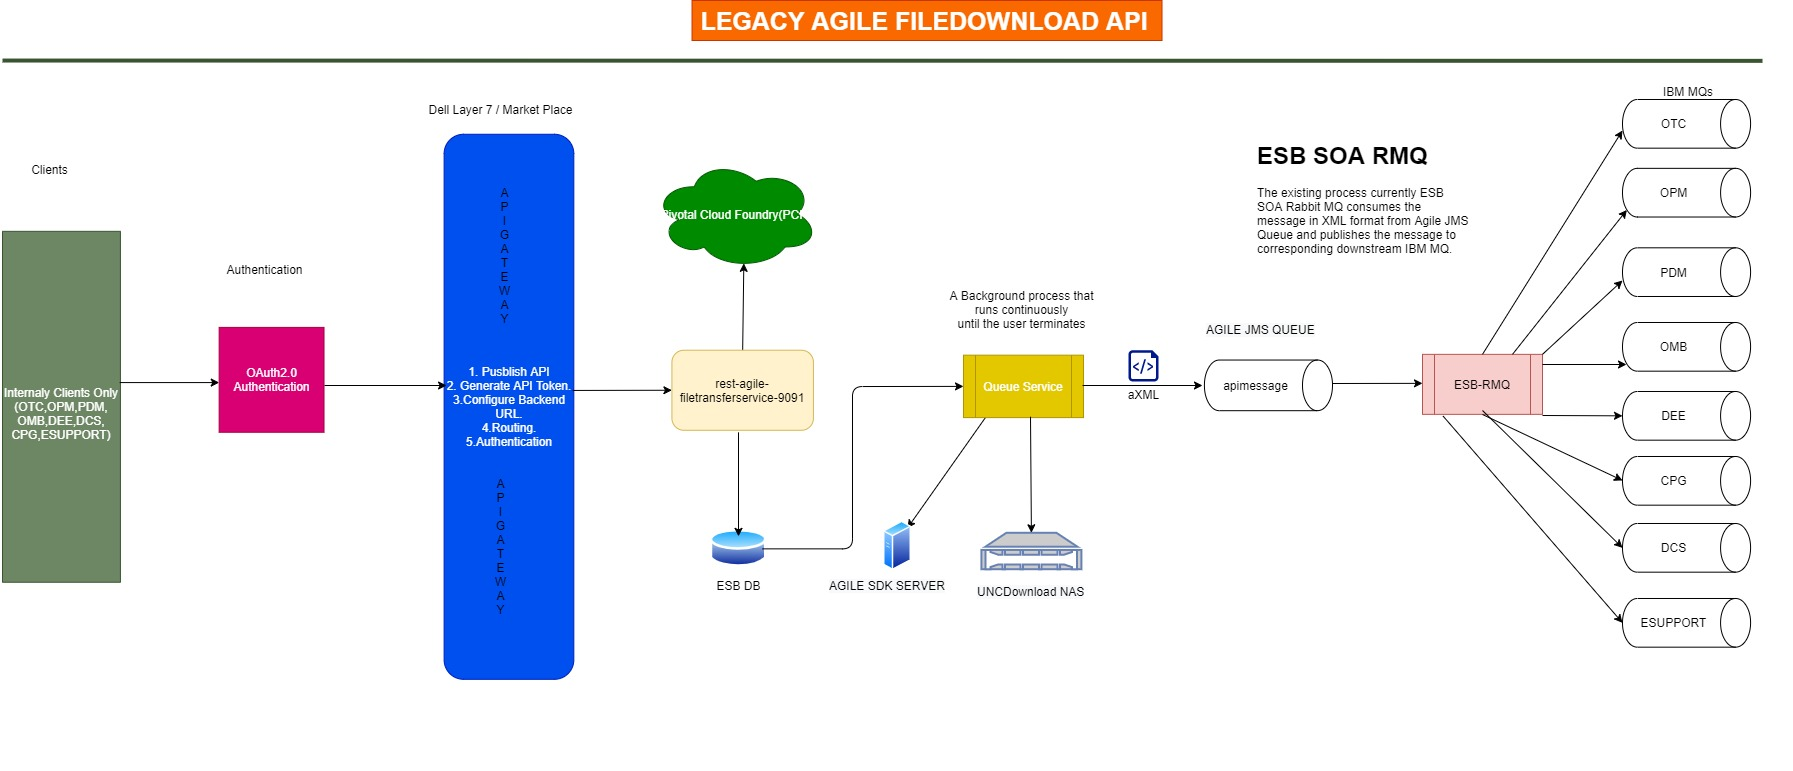 LEGACY AGILE FILEDOWNLOAD API
Clients
Internaly Clients Only
(OTC,OPM,PDM,
OMB,DEE,DCS,
CPG,ESUPPORT)
Authentication
OAuth2.0
Authentication
Dell Layer 7 / Market Place
A
P
I
G
A
T
E
W
A
Y
1. Pusblish API
2. Generate API Token.
3.Configure Backend
URL.
4.Routing.
5.Authentication
A
P
I
G
A
T
E
W
A
Y
Pivotal Cloud Foundry(PCF
rest-agile-
filetransferservice-9091
ESB DB
A Background process that
runs continuously
until the user terminates
Queue Service
AGILE SDK SERVER
UNCDownload NAS
</>
aXML
AGILE JMS QUEUE
apimessage
ESB SOA RMQ
The existing process currently ESB
SOA Rabbit MQ consumes the
message in XML format from Agile JMS
Queue and publishes the message to
corresponding downstream IBM MQ.
ESB-RMQ
IBM MQs
OTC
OPM
PDM
OMB
DEE
CPG
DCS
ESUPPORT